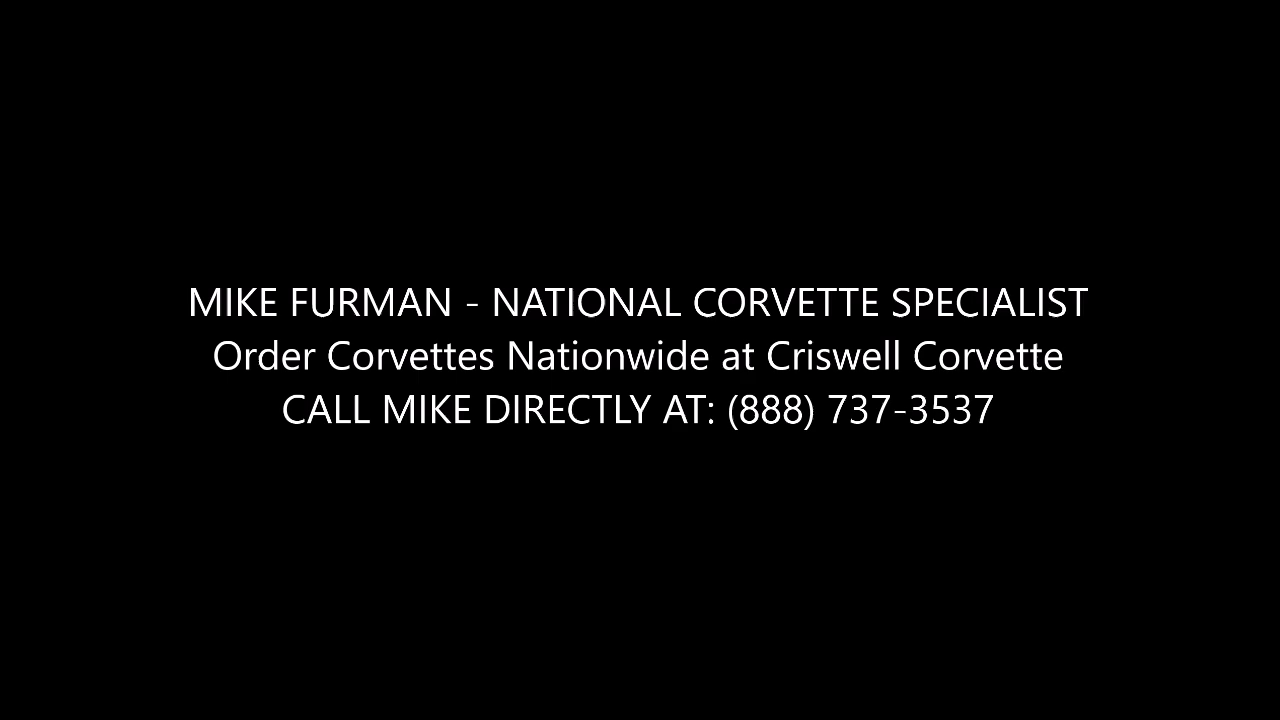 MIKE FURMAN - NATIONAL CORVETTE SPECIALIST
Order Corvettes Nationwide at Criswell Corvette
CALL MIKE DIRECTLY AT: (888) 737-3537